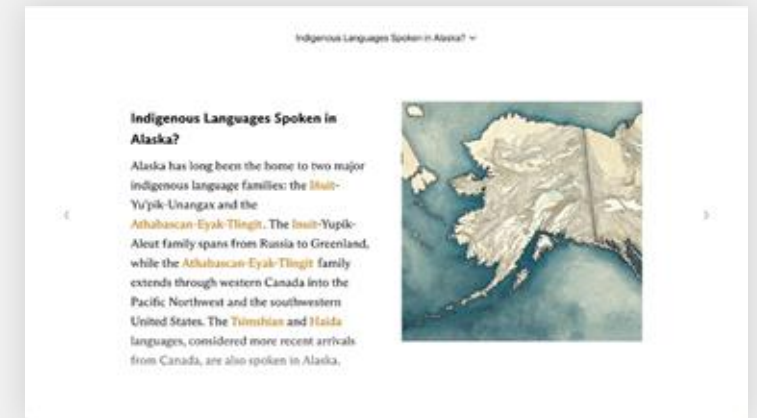 Indigenous Languages Spoken in Alaska?
Indigenous Languages Spoken in
Alaska?
Alaska has long been the home to two major
indigenous language families: the Inuit-
Yu'pik-Unangax and the
Athabascan-Eyak-Tlingit. The Inuit-Yupik-
Aleut family spans from Russia to Greenland,
while the Athabascan-Eyak-Tlingit family
extends through western Canada into the
Pacific Northwest and the southwestern
United States. The Tsimshian and Haida
languages, considered more recent arrivals
from Canada, are also spoken in Alaska.